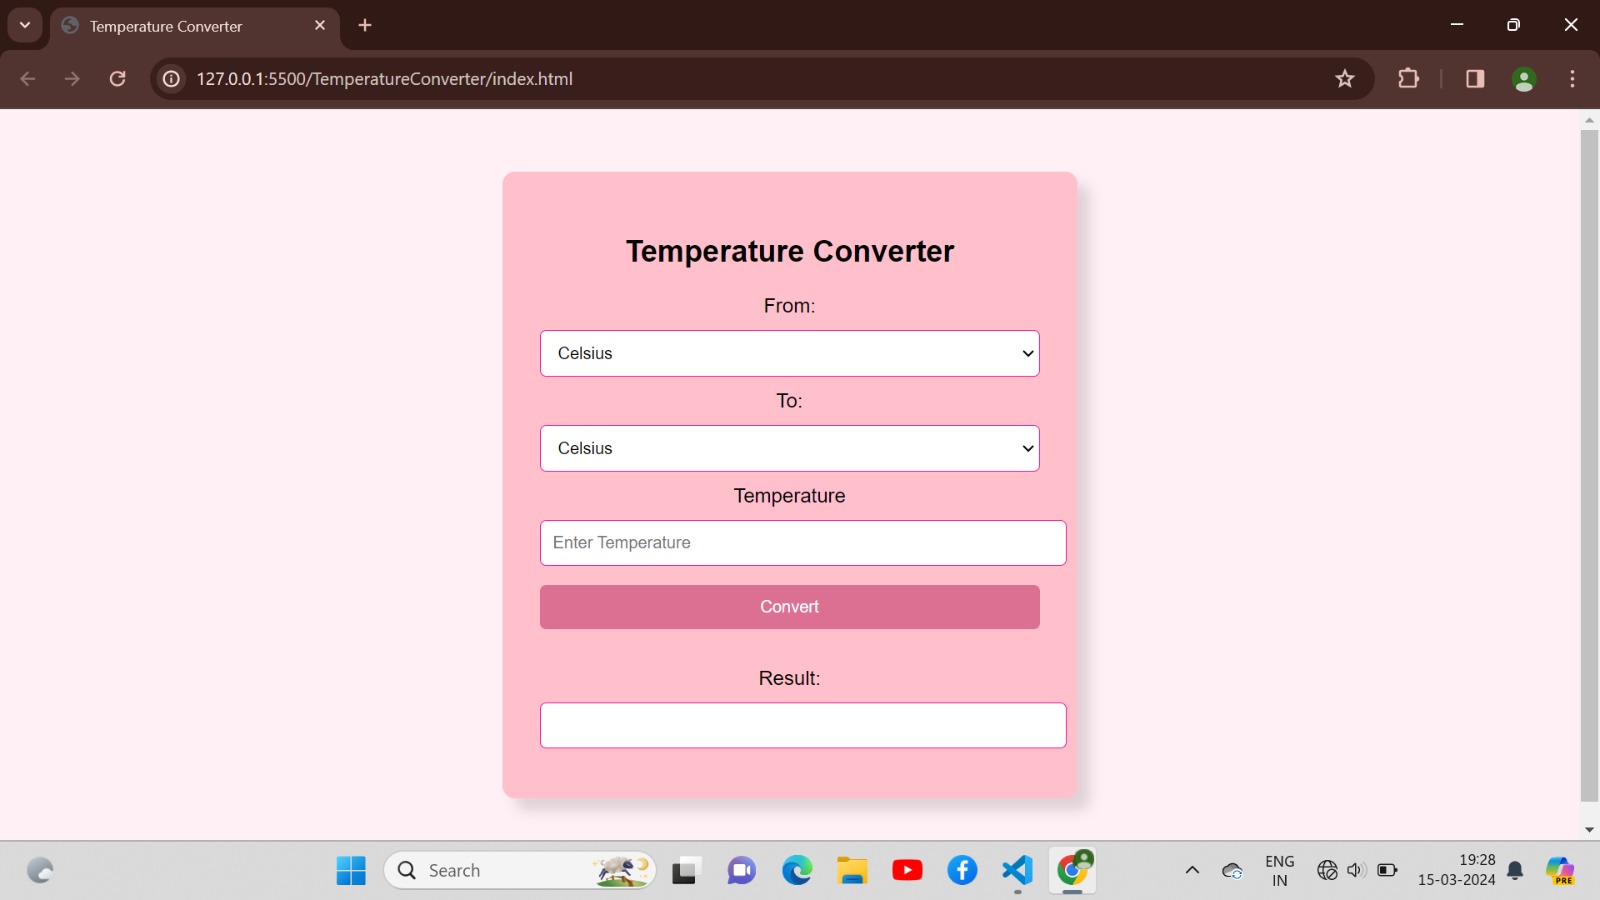 Temperature Converter
127.0.0.1:5500/TemperatureConverter/index.html
Temperature Converter
From:
Celsius
To:
Celsius
Temperature
Enter Temperature
Convert
Result:
Search
ENG
IN
19:28
15-03-2024
PRE